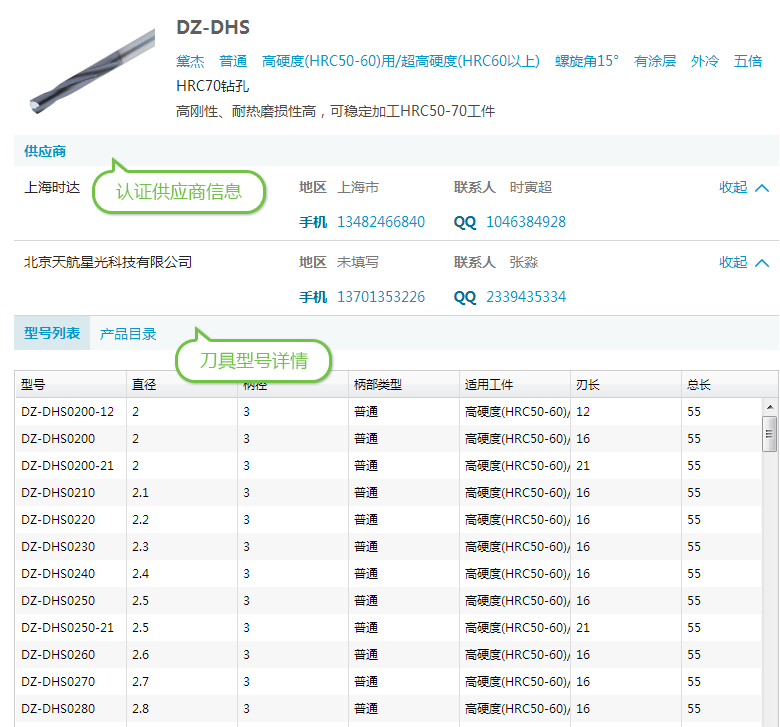 DZ-DHS
黛杰 普通 高硬度(HRC50-60)用/超高硬度(HRC60以上) 螺旋角15° 有涂层 外冷 五倍
HRC70钻孔
高刚性、耐热磨损性高，可稳定加工HRC50-70工件
供应商
上海时达 认证供应商信息 地区 上海市 联系人 时寅超 收起
手机 13482466840 QQ 1046384928
北京天航星光科技有限公司 地区 未填写 联系人 张淼 收起
手机 13701353226 QQ 2339435334
型号列表 产品目录
刀具型号详情
型号 直径 柄径 柄部类型 适用工件 刃长 总长
DZ-DHS0200-12 2 3 普通 高硬度(HRC50-60)/ 12 55
DZ-DHS0200 2 3 普通 高硬度(HRC50-60)/ 16 55
DZ-DHS0200-21 2 3 普通 高硬度(HRC50-60)/ 21 55
DZ-DHS0210 2.1 3 普通 高硬度(HRC50-60)/ 16 55
DZ-DHS0220 2.2 3 普通 高硬度(HRC50-60)/ 16 55
DZ-DHS0230 2.3 3 普通 高硬度(HRC50-60)/ 16 55
DZ-DHS0240 2.4 3 普通 高硬度(HRC50-60)/ 16 55
DZ-DHS0250 2.5 3 普通 高硬度(HRC50-60)/ 16 55
DZ-DHS0250-21 2.5 3 普通 高硬度(HRC50-60)/ 21 55
DZ-DHS0260 2.6 3 普通 高硬度(HRC50-60)/ 16 55
DZ-DHS0270 2.7 3 普通 高硬度(HRC50-60)/ 16 55
DZ-DHS0280 2.8 3 普通 高硬度(HRC50-60)/ 16 55